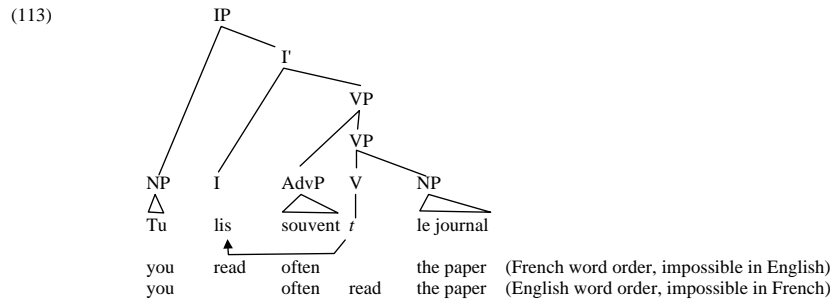 (113) IP
I'
VP
VP
NP I AdvP V NP
Tu lis souvent t le journal
you read often the paper (French word order, impossible in English)
you often read the paper (English word order, impossible in French)